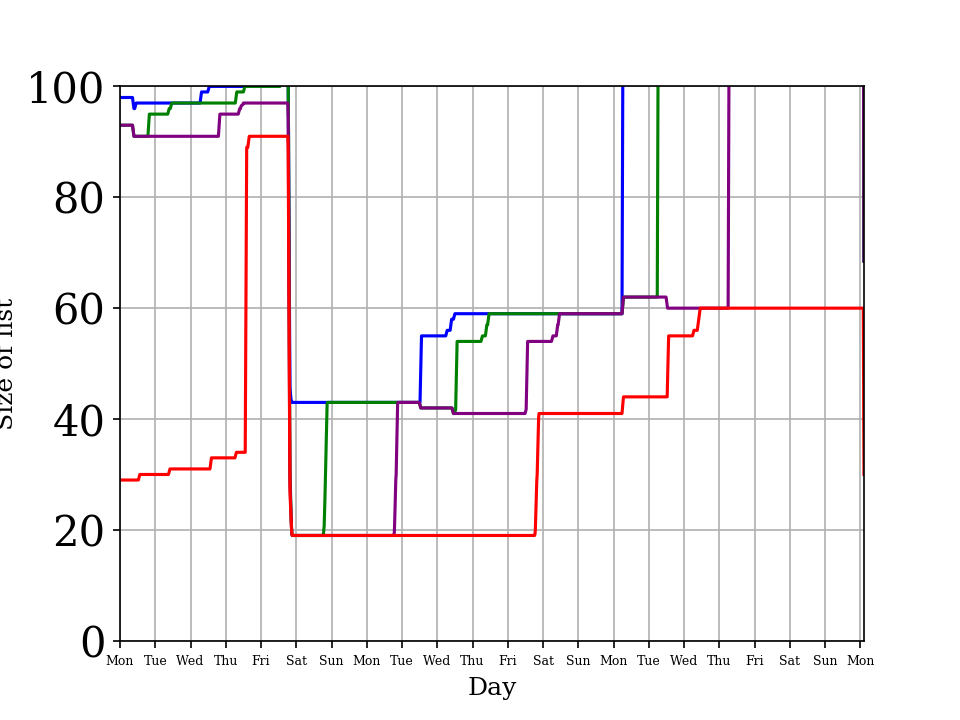 100
80
60
40
20
0
Size of list
Mon Tue Wed Thu Fri Sat Sun Mon Tue Wed Thu Fri Sat Sun Mon Tue Wed Thu Fri Sat Sun Mon
Day